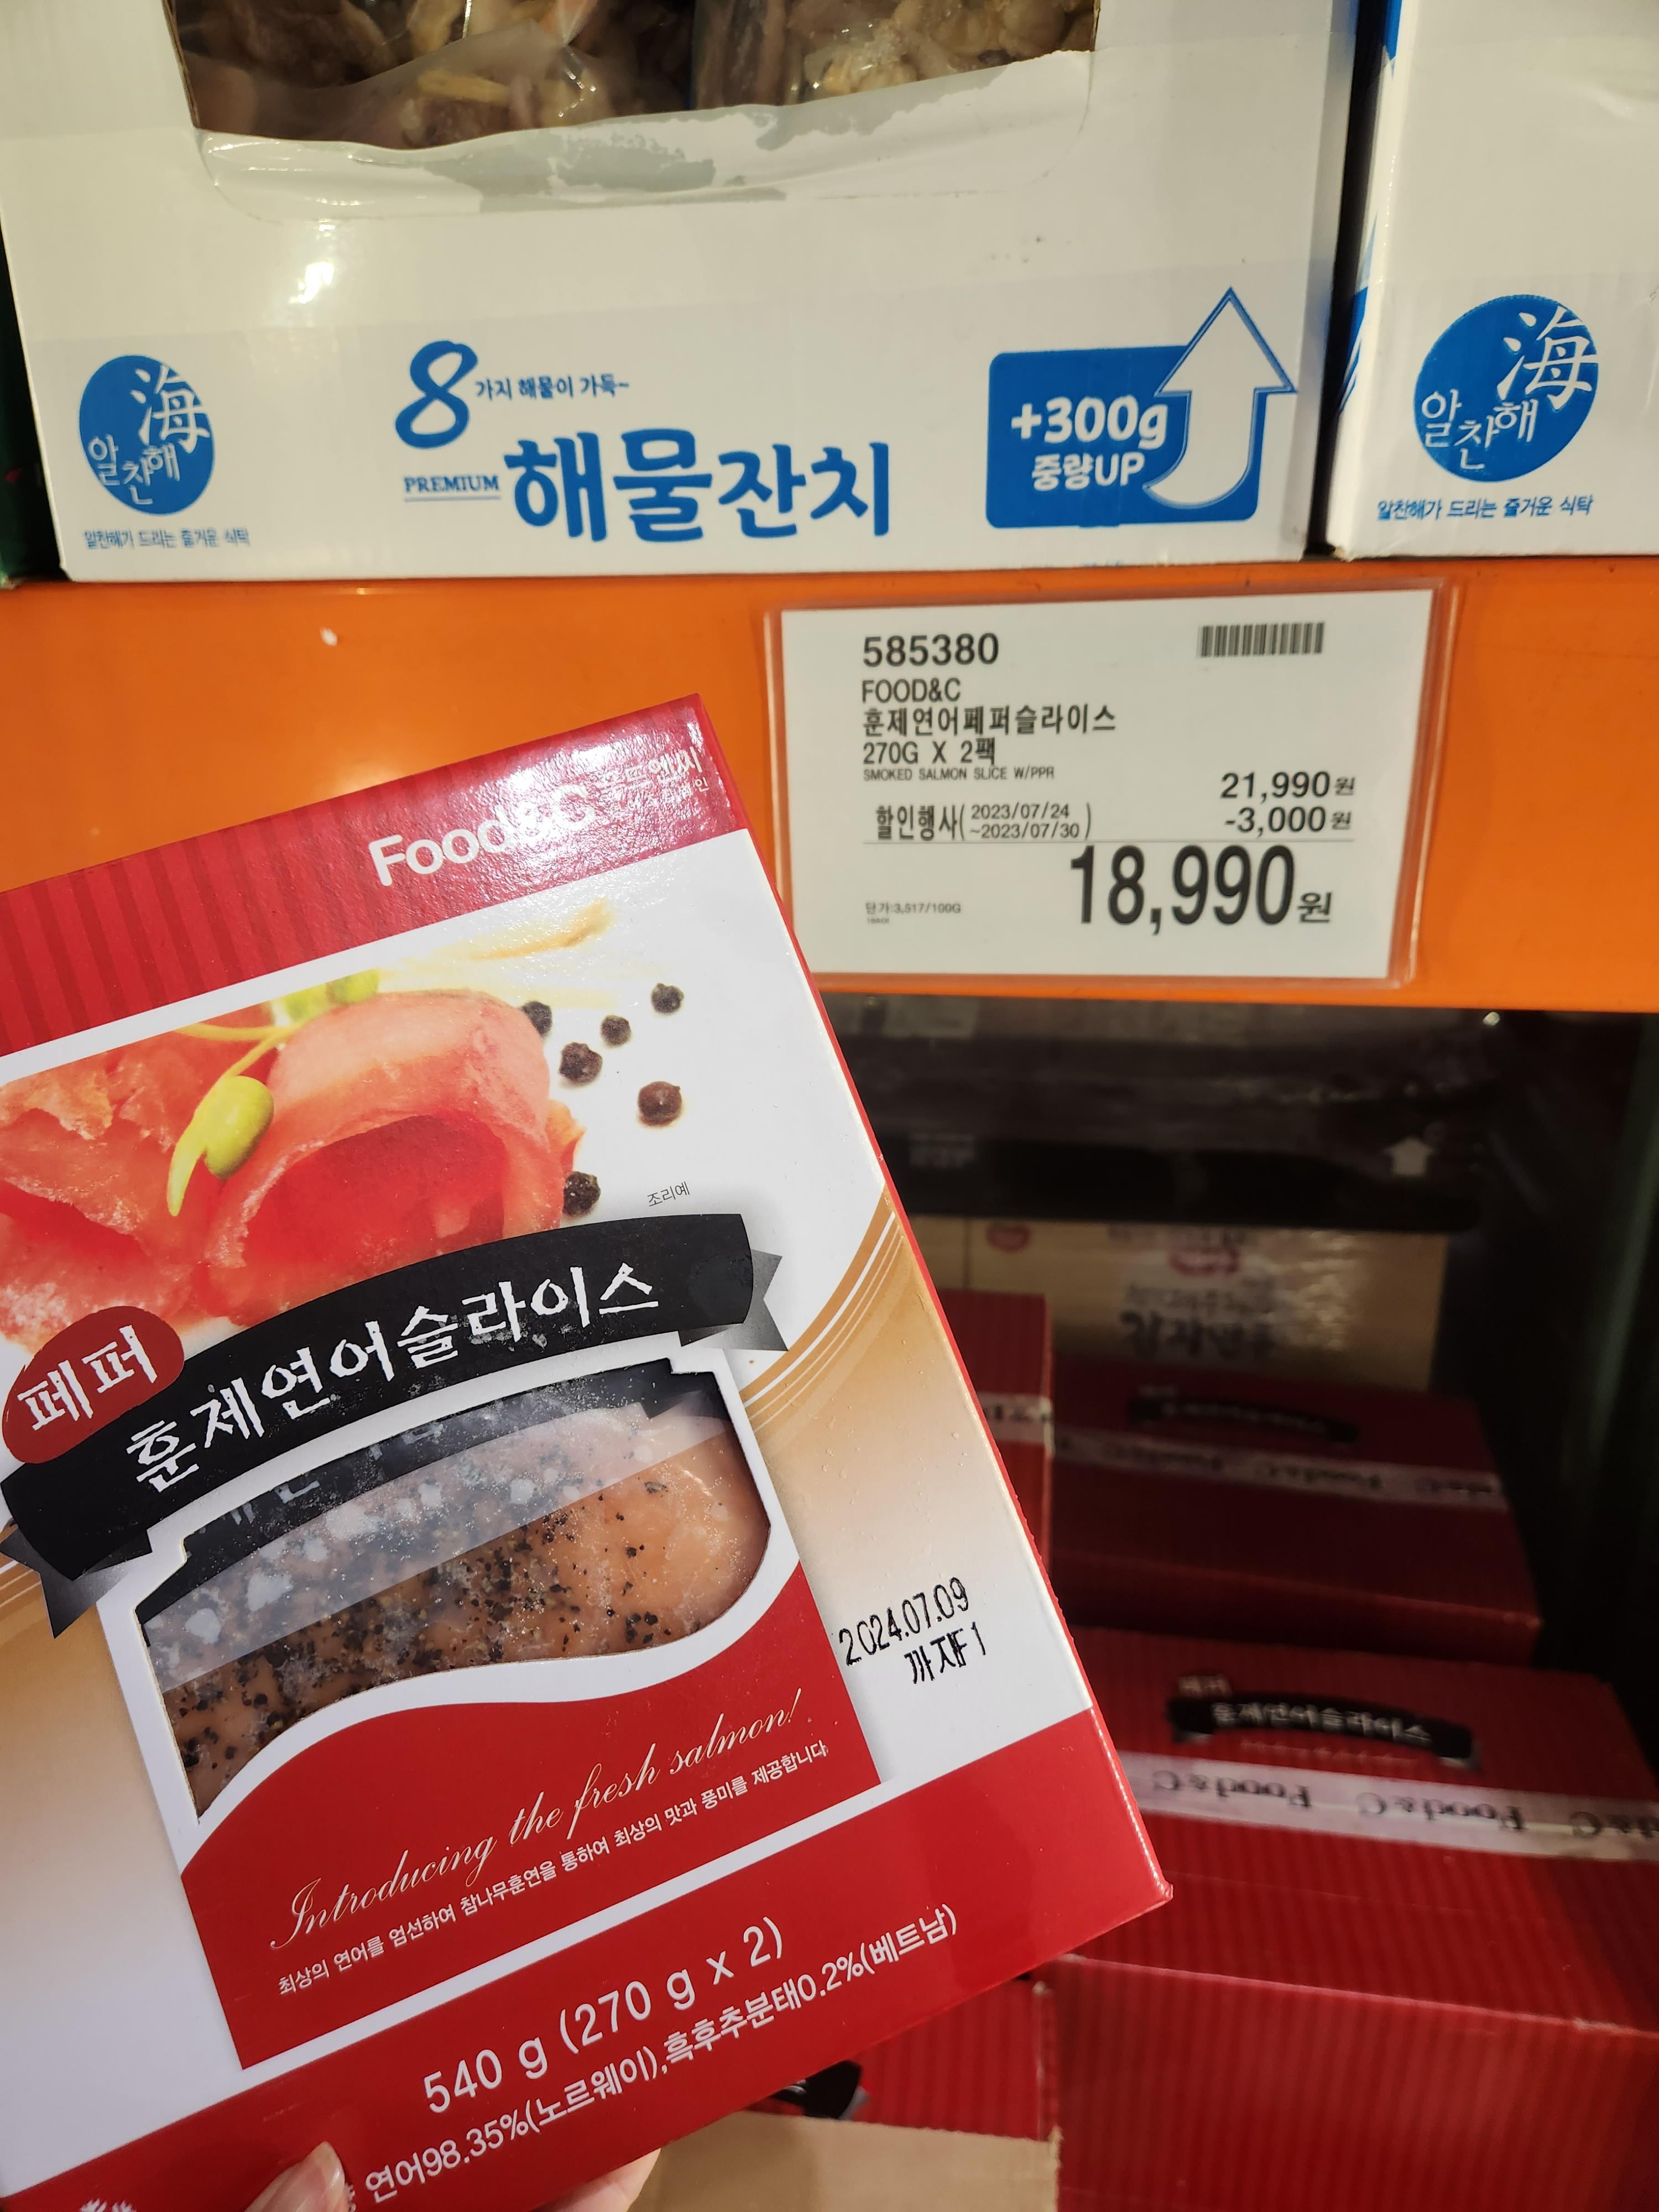 海
알찬해
알찬해가 드리는 즐거운 식탁
8가지 해물이 가득~
PREMIUM 해물잔치
+300g
중량UP
海
알찬해
알찬해가 드리는 즐거운 식탁
585380
FOOD&C
훈제연어페퍼슬라이스
270G X 2팩
SMOKED SALMON SLICE W/PPR
21,990원
할인행사(2023/07/24
~2023/07/30)
-3,000원
18,990원
단가:3,517/100G
Food&C
조리예
페퍼
훈제연어슬라이스
2024.07.09
까지F1
Introducing the fresh salmon!
최상의 연어를 엄선하여 참나무훈연을 통하여 최상의 맛과 풍미를 제공합니다.
540 g (270 g x 2)
연어98.35%(노르웨이),흑후추분태0.2%(베트남)
페퍼
훈제연어슬라이스
Food&C
Food&C